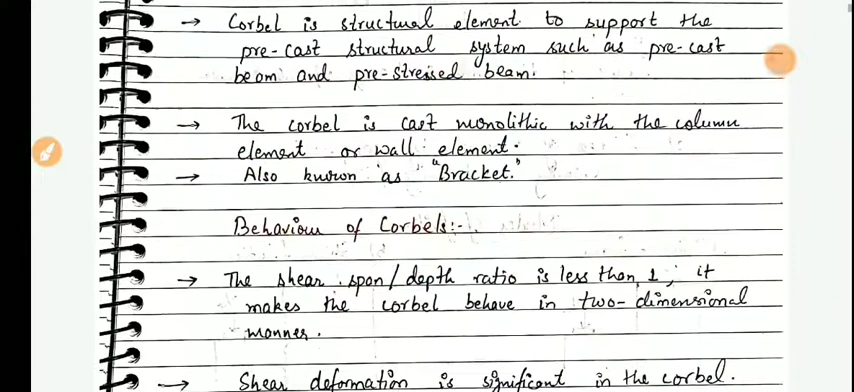 → Corbel is structural element to support the
pre-cast structural system such as pre-cast
beam and pre-stressed beam.
→ The corbel is cast monolithic with the column
element or wall element.
→ Also known as "Bracket."
Behaviour of Corbels:-
→ The shear span/depth ratio is less than 1, it
makes the corbel behave in two-dimensional
manner.
→ Shear deformation is significant in the corbel.